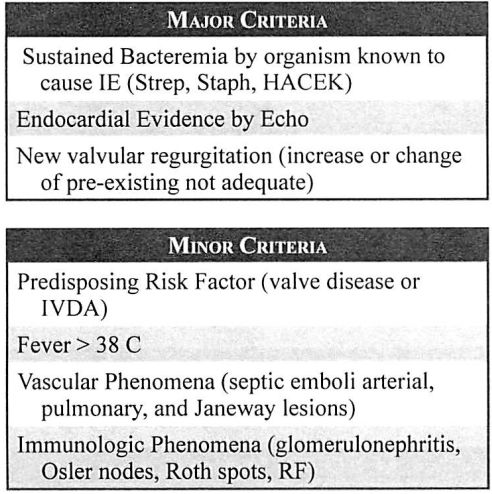 MAJOR CRITERIA
Sustained Bacteremia by organism known to
cause IE (Strep, Staph, HACEK)
Endocardial Evidence by Echo
New valvular regurgitation (increase or change
of pre-existing not adequate)
MINOR CRITERIA
Predisposing Risk Factor (valve disease or
IVDA)
Fever > 38 C
Vascular Phenomena (septic emboli arterial,
pulmonary, and Janeway lesions)
Immunologic Phenomena (glomerulonephritis,
Osler nodes, Roth spots, RF)